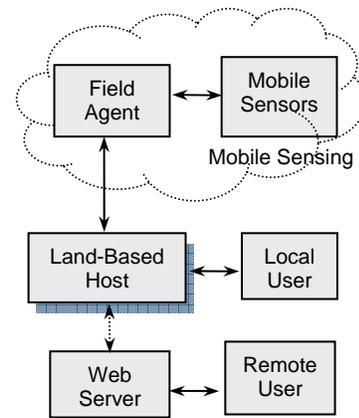 Field
Agent
Mobile
Sensors
Mobile Sensing
Land-Based
Host
Local
User
Web
Server
Remote
User